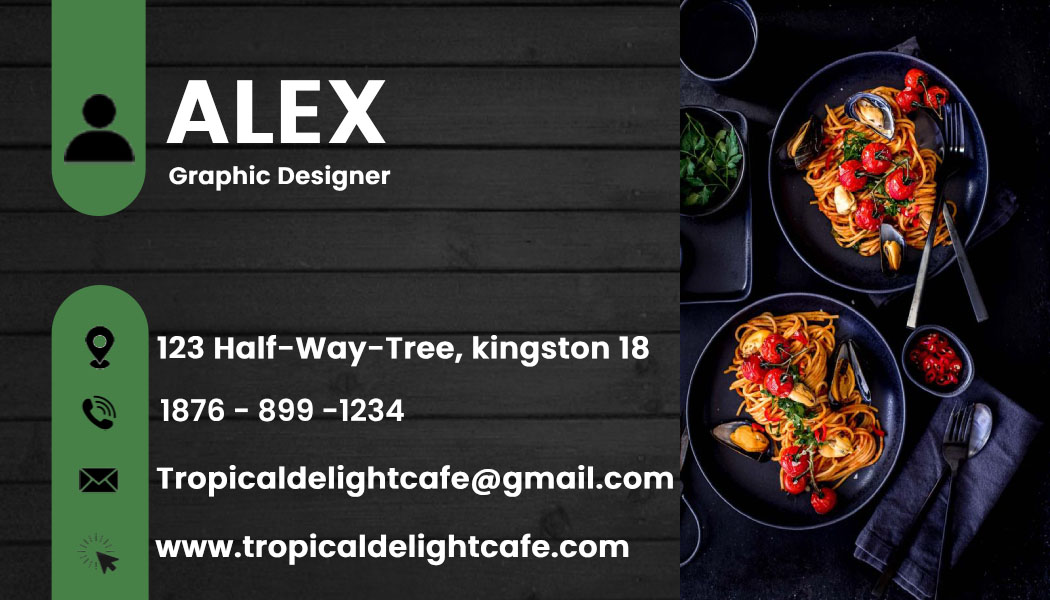 ALEX
Graphic Designer
123 Half-Way-Tree, kingston 18
1876 - 899 -1234
Tropicaldelightcafe@gmail.com
www.tropicaldelightcafe.com